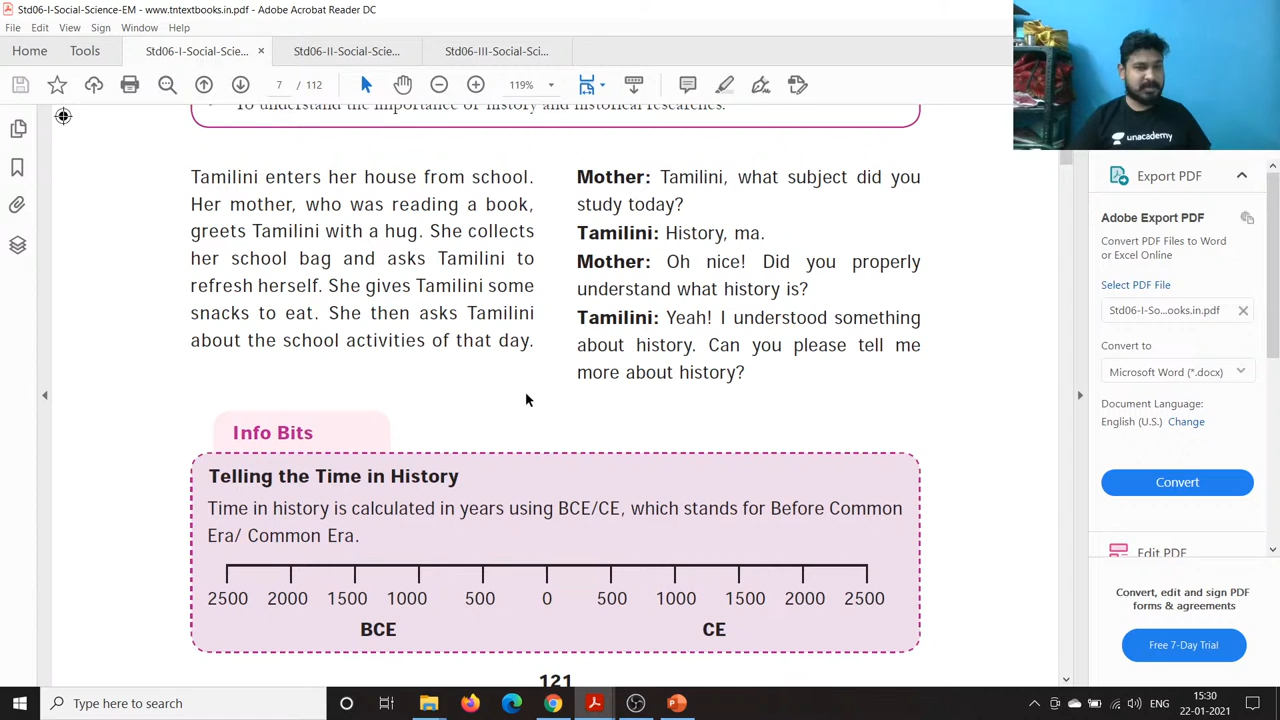 Std06-I-Social-Science-EM - www.tntextbooks.in.pdf - Adobe Acrobat Reader DC
File Edit View Sign Window Help
Home Tools Std06-I-Social-Scie... × Std06-II-Social-Scie... Std06-III-Social-Sci...
7 / 112 119%
To understand the importance of history and historical researches.
Tamilini enters her house from school.
Her mother, who was reading a book,
greets Tamilini with a hug. She collects
her school bag and asks Tamilini to
refresh herself. She gives Tamilini some
snacks to eat. She then asks Tamilini
about the school activities of that day.
Mother: Tamilini, what subject did you
study today?
Tamilini: History, ma.
Mother: Oh nice! Did you properly
understand what history is?
Tamilini: Yeah! I understood something
about history. Can you please tell me
more about history?
Info Bits
Telling the Time in History
Time in history is calculated in years using BCE/CE, which stands for Before Common
Era/ Common Era.
2500 2000 1500 1000 500 0 500 1000 1500 2000 2500
BCE CE
121
unacademy
Export PDF
Adobe Export PDF
Convert PDF Files to Word
or Excel Online
Select PDF File
Std06-I-So...ooks.in.pdf
Convert to
Microsoft Word (*.docx)
Document Language:
English (U.S.) Change
Convert
Edit PDF
Convert, edit and sign PDF
forms & agreements
Free 7-Day Trial
Type here to search
ENG
15:30
22-01-2021